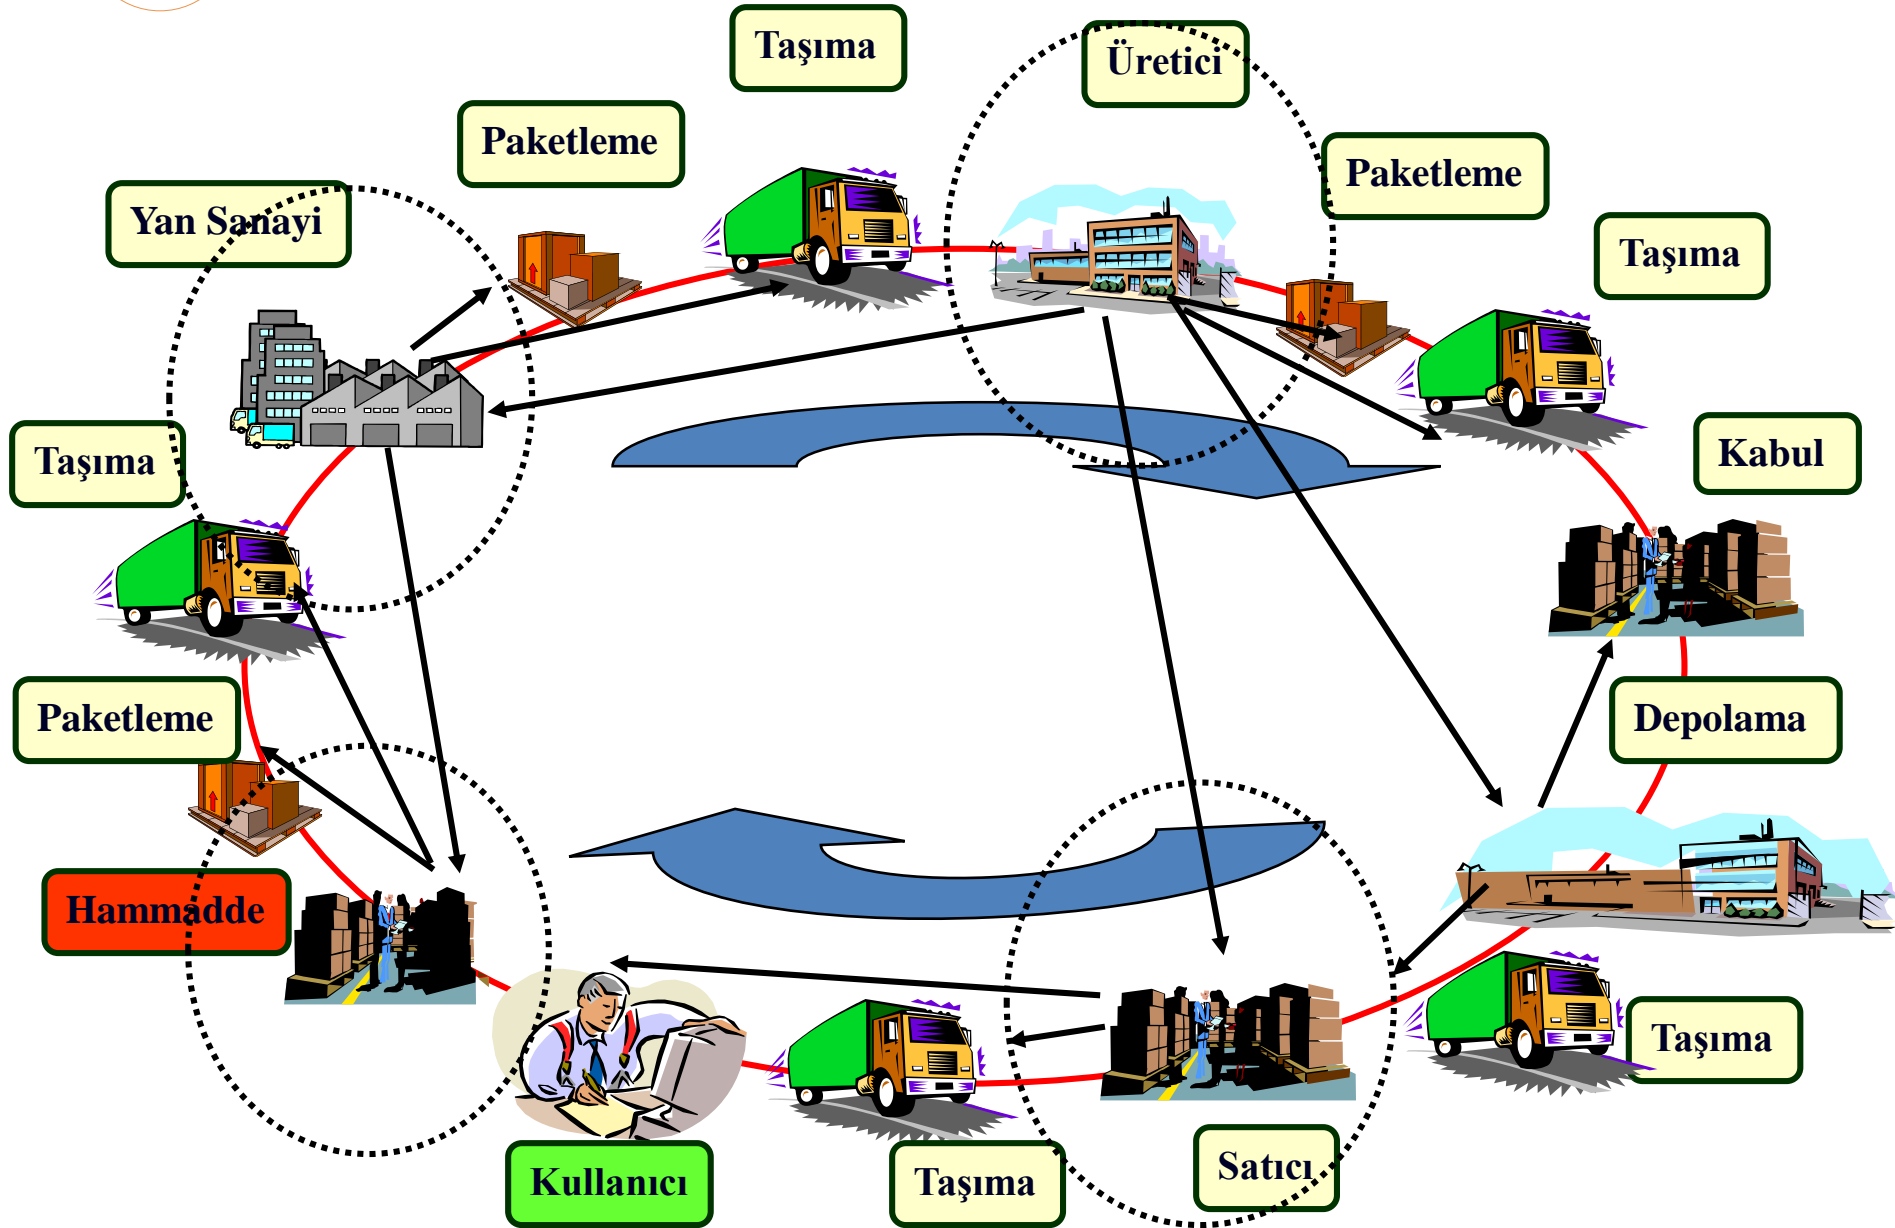 Taşıma
Üretici
Paketleme
Paketleme
Yan Sanayi
Taşıma
Taşıma
Kabul
Paketleme
Depolama
Hammadde
Taşıma
Kullanıcı
Taşıma
Satıcı